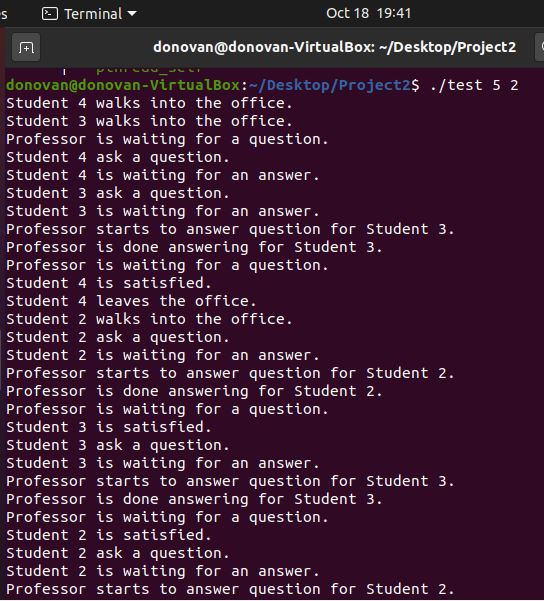 s Terminal Oct 18 19:41
donovan@donovan-VirtualBox: ~/Desktop/Project2
pthread_self
donovan@donovan-VirtualBox:~/Desktop/Project2$ ./test 5 2
Student 4 walks into the office.
Student 3 walks into the office.
Professor is waiting for a question.
Student 4 ask a question.
Student 4 is waiting for an answer.
Student 3 ask a question.
Student 3 is waiting for an answer.
Professor starts to answer question for Student 3.
Professor is done answering for Student 3.
Professor is waiting for a question.
Student 4 is satisfied.
Student 4 leaves the office.
Student 2 walks into the office.
Student 2 ask a question.
Student 2 is waiting for an answer.
Professor starts to answer question for Student 2.
Professor is done answering for Student 2.
Professor is waiting for a question.
Student 3 is satisfied.
Student 3 ask a question.
Student 3 is waiting for an answer.
Professor starts to answer question for Student 3.
Professor is done answering for Student 3.
Professor is waiting for a question.
Student 2 is satisfied.
Student 2 ask a question.
Student 2 is waiting for an answer.
Professor starts to answer question for Student 2.